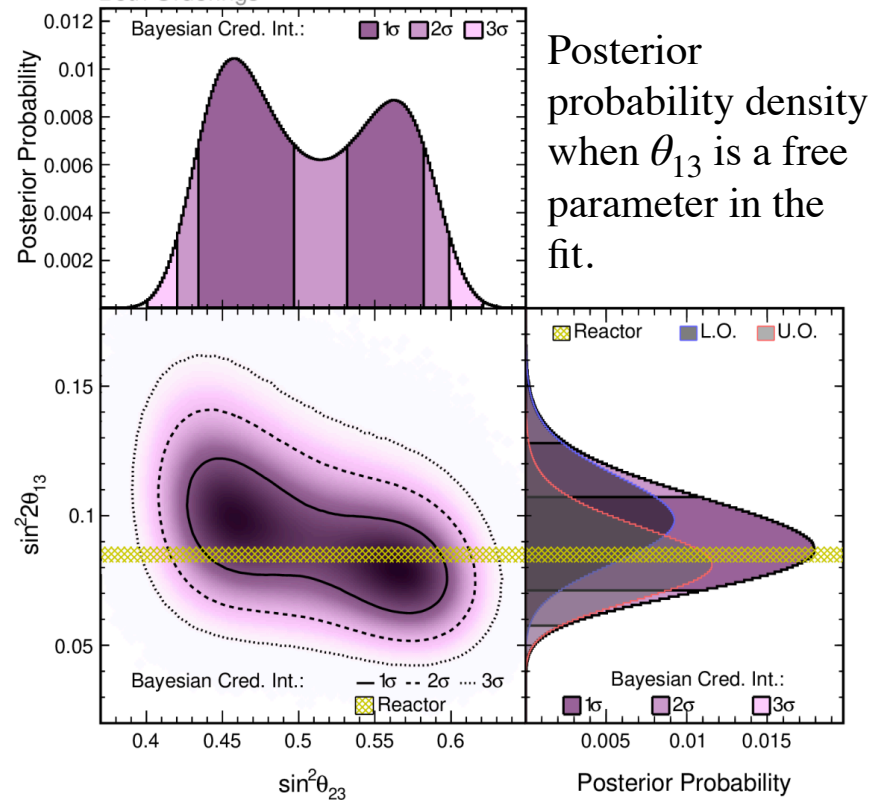 Bayesian Cred. Int.: 1σ 2σ 3σ
0.012
0.01
0.008
0.006
0.004
0.002
Posterior Probability
Posterior
probability density
when θ13 is a free
parameter in the
fit.
Reactor L.O. U.O.
0.15
0.1
0.05
sin²2θ13
Bayesian Cred. Int.: 1σ 2σ 3σ
Reactor
Bayesian Cred. Int.:
1σ 2σ 3σ
0.4 0.45 0.5 0.55 0.6
sin²θ23
0.005 0.01 0.015
Posterior Probability